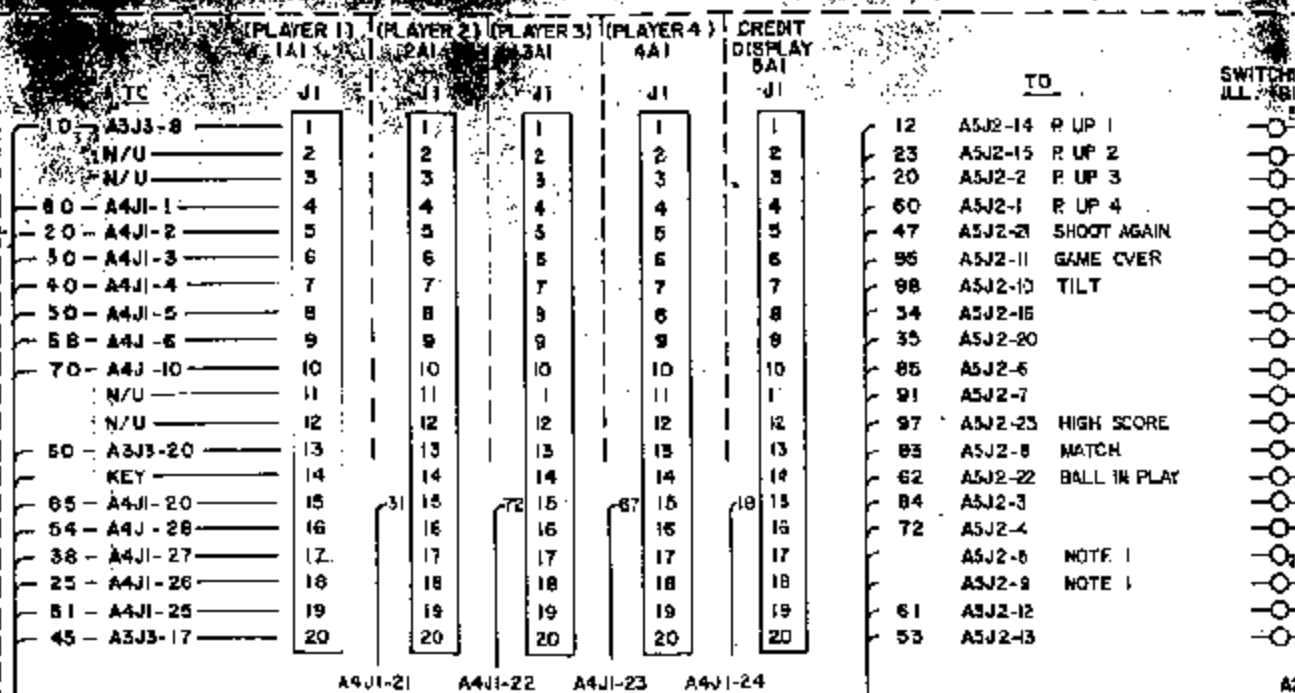 (PLAYER 1) (PLAYER 2) (PLAYER 3) (PLAYER 4) CREDIT
1A1 2A1 3A1 4A1 DISPLAY
5A1
TO J1 J1 J1 J1 J1 TO
10 A3J3-8 1 1 1 1 1 12 A5J2-14 P. UP 1
N/U 2 2 2 2 2 23 A5J2-15 P. UP 2
N/U 3 3 3 3 3 20 A5J2-2 P. UP 3
A4J1-1 4 4 4 4 4 60 A5J2-1 P. UP 4
20 A4J1-2 5 5 5 5 5 47 A5J2-21 SHOOT AGAIN
30 A4J1-3 6 6 6 6 6 95 A5J2-11 GAME OVER
40 A4J1-4 7 7 7 7 7 98 A5J2-10 TILT
50 A4J1-5 8 8 8 8 8 34 A5J2-16
A4J -6 9 9 9 9 9 35 A5J2-20
70 A4J -10 10 10 10 10 10 85 A5J2-6
N/U 11 11 1 11 1 91 A5J2-7
N/U 12 12 12 12 12 97 A5J2-23 HIGH SCORE
60 A3J3-20 13 13 13 13 13 A5J2-8 MATCH
KEY 14 14 14 14 14 62 A5J2-22 BALL IN PLAY
65 A4J1-20 15 31 15 72 15 67 15 18 15 84 A5J2-3
54 A4J -28 16 16 16 16 16 72 A5J2-4
38 A4J1-27 17 17 17 17 17 NOTE 1
25 A4J1-26 18 18 18 18 18 A5J2-9 NOTE 1
61 A4J1-25 19 19 19 19 19 61 A5J2-12
45 A3J3-17 20 20 20 20 20 53 A5J2-13
A4J1-21 A4J1-22 A4J1-23 A4J1-24